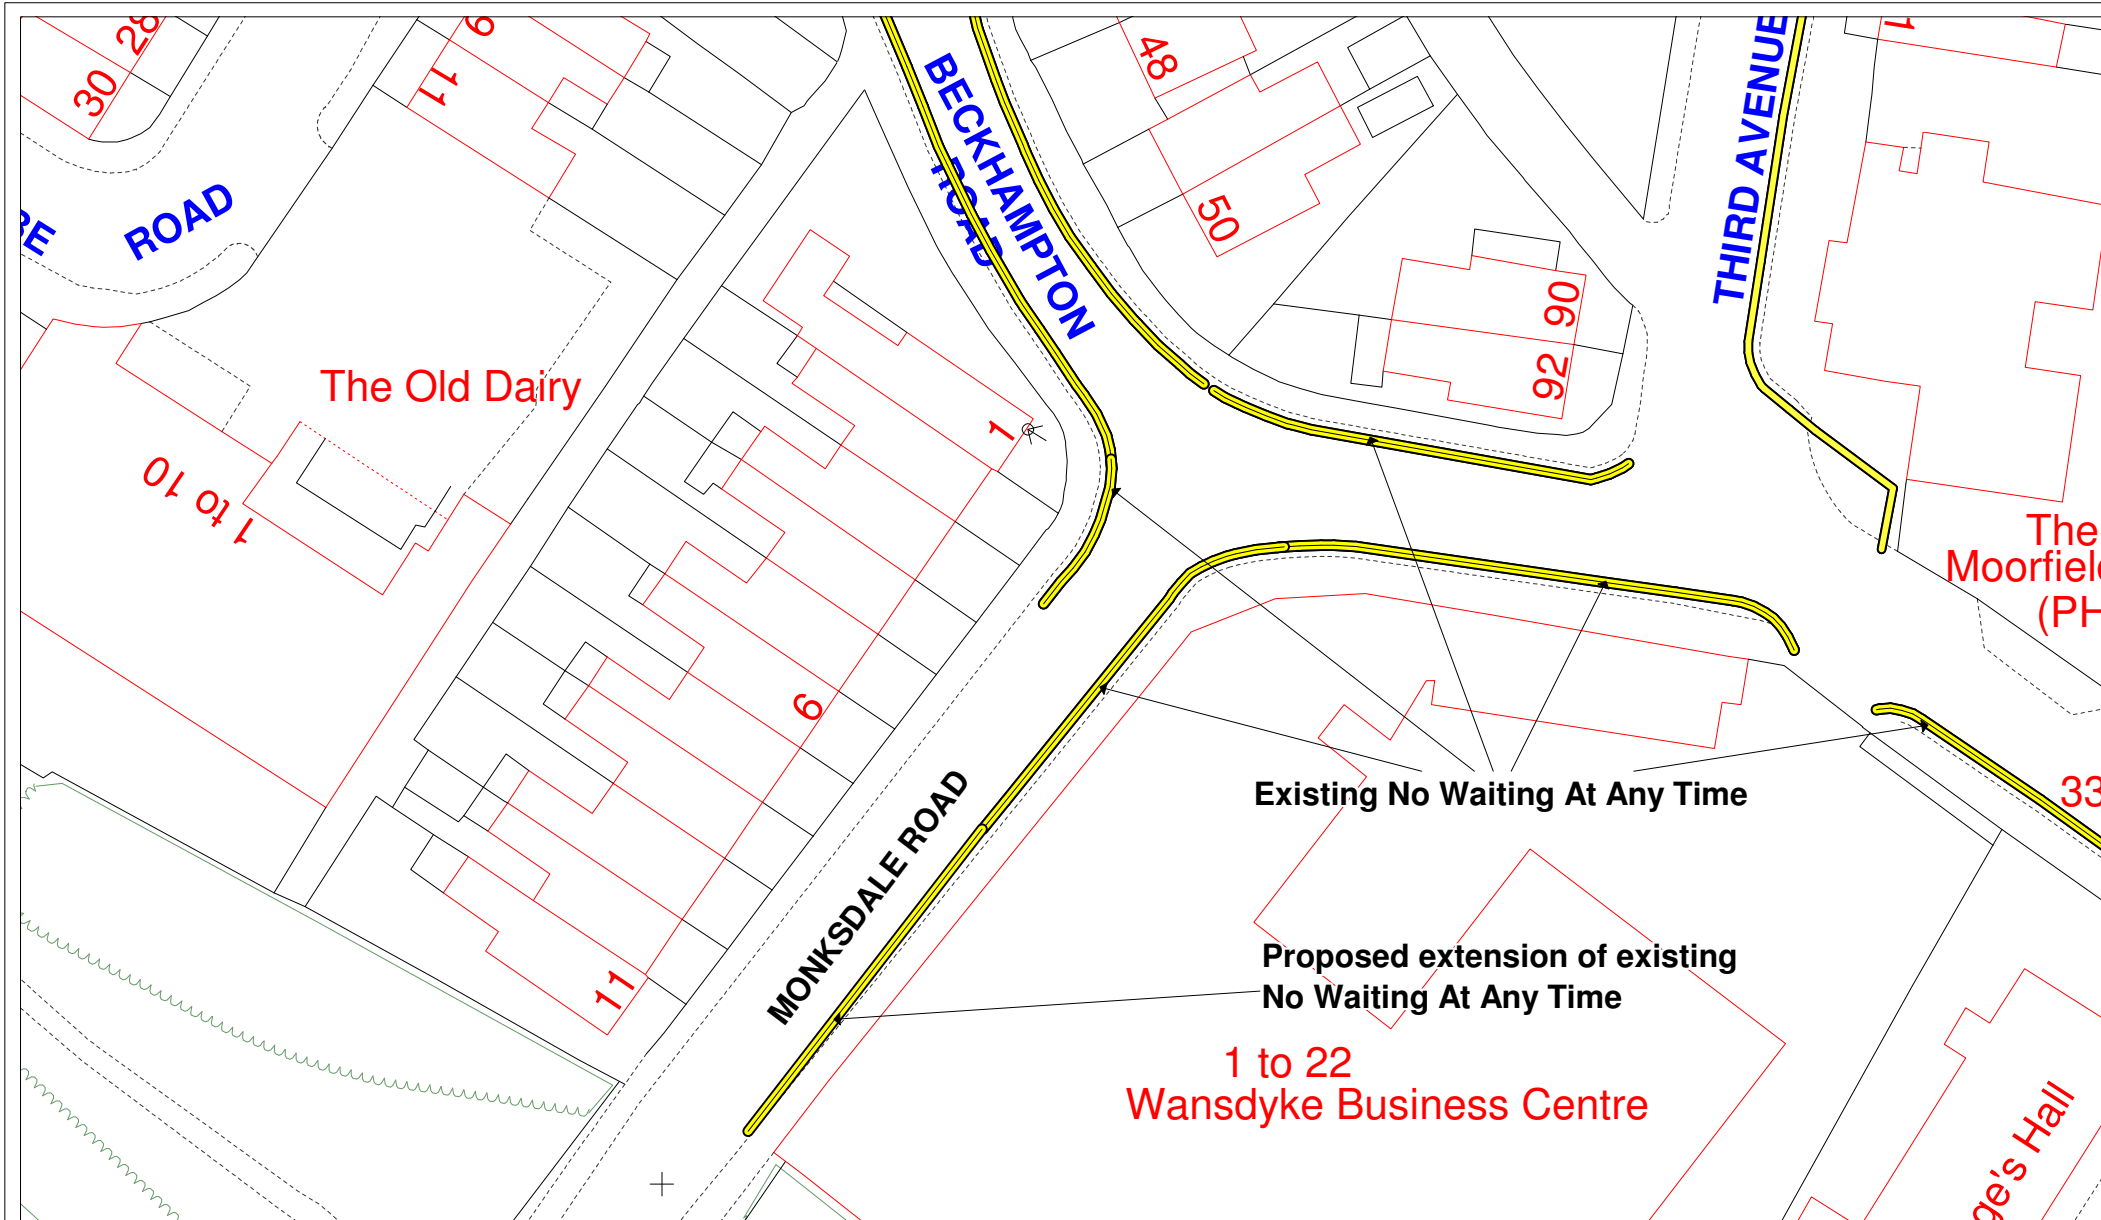 28
30
9
11
BECKHAMPTON
ROAD
48
50
THIRD AVENUE
1
ROAD
90
92
The Old Dairy
1
1 to 10
The
(PH
6
Existing No Waiting At Any Time
33
MONKSDALE ROAD
Proposed extension of existing
No Waiting At Any Time
11
1 to 22
Wansdyke Business Centre
Hall